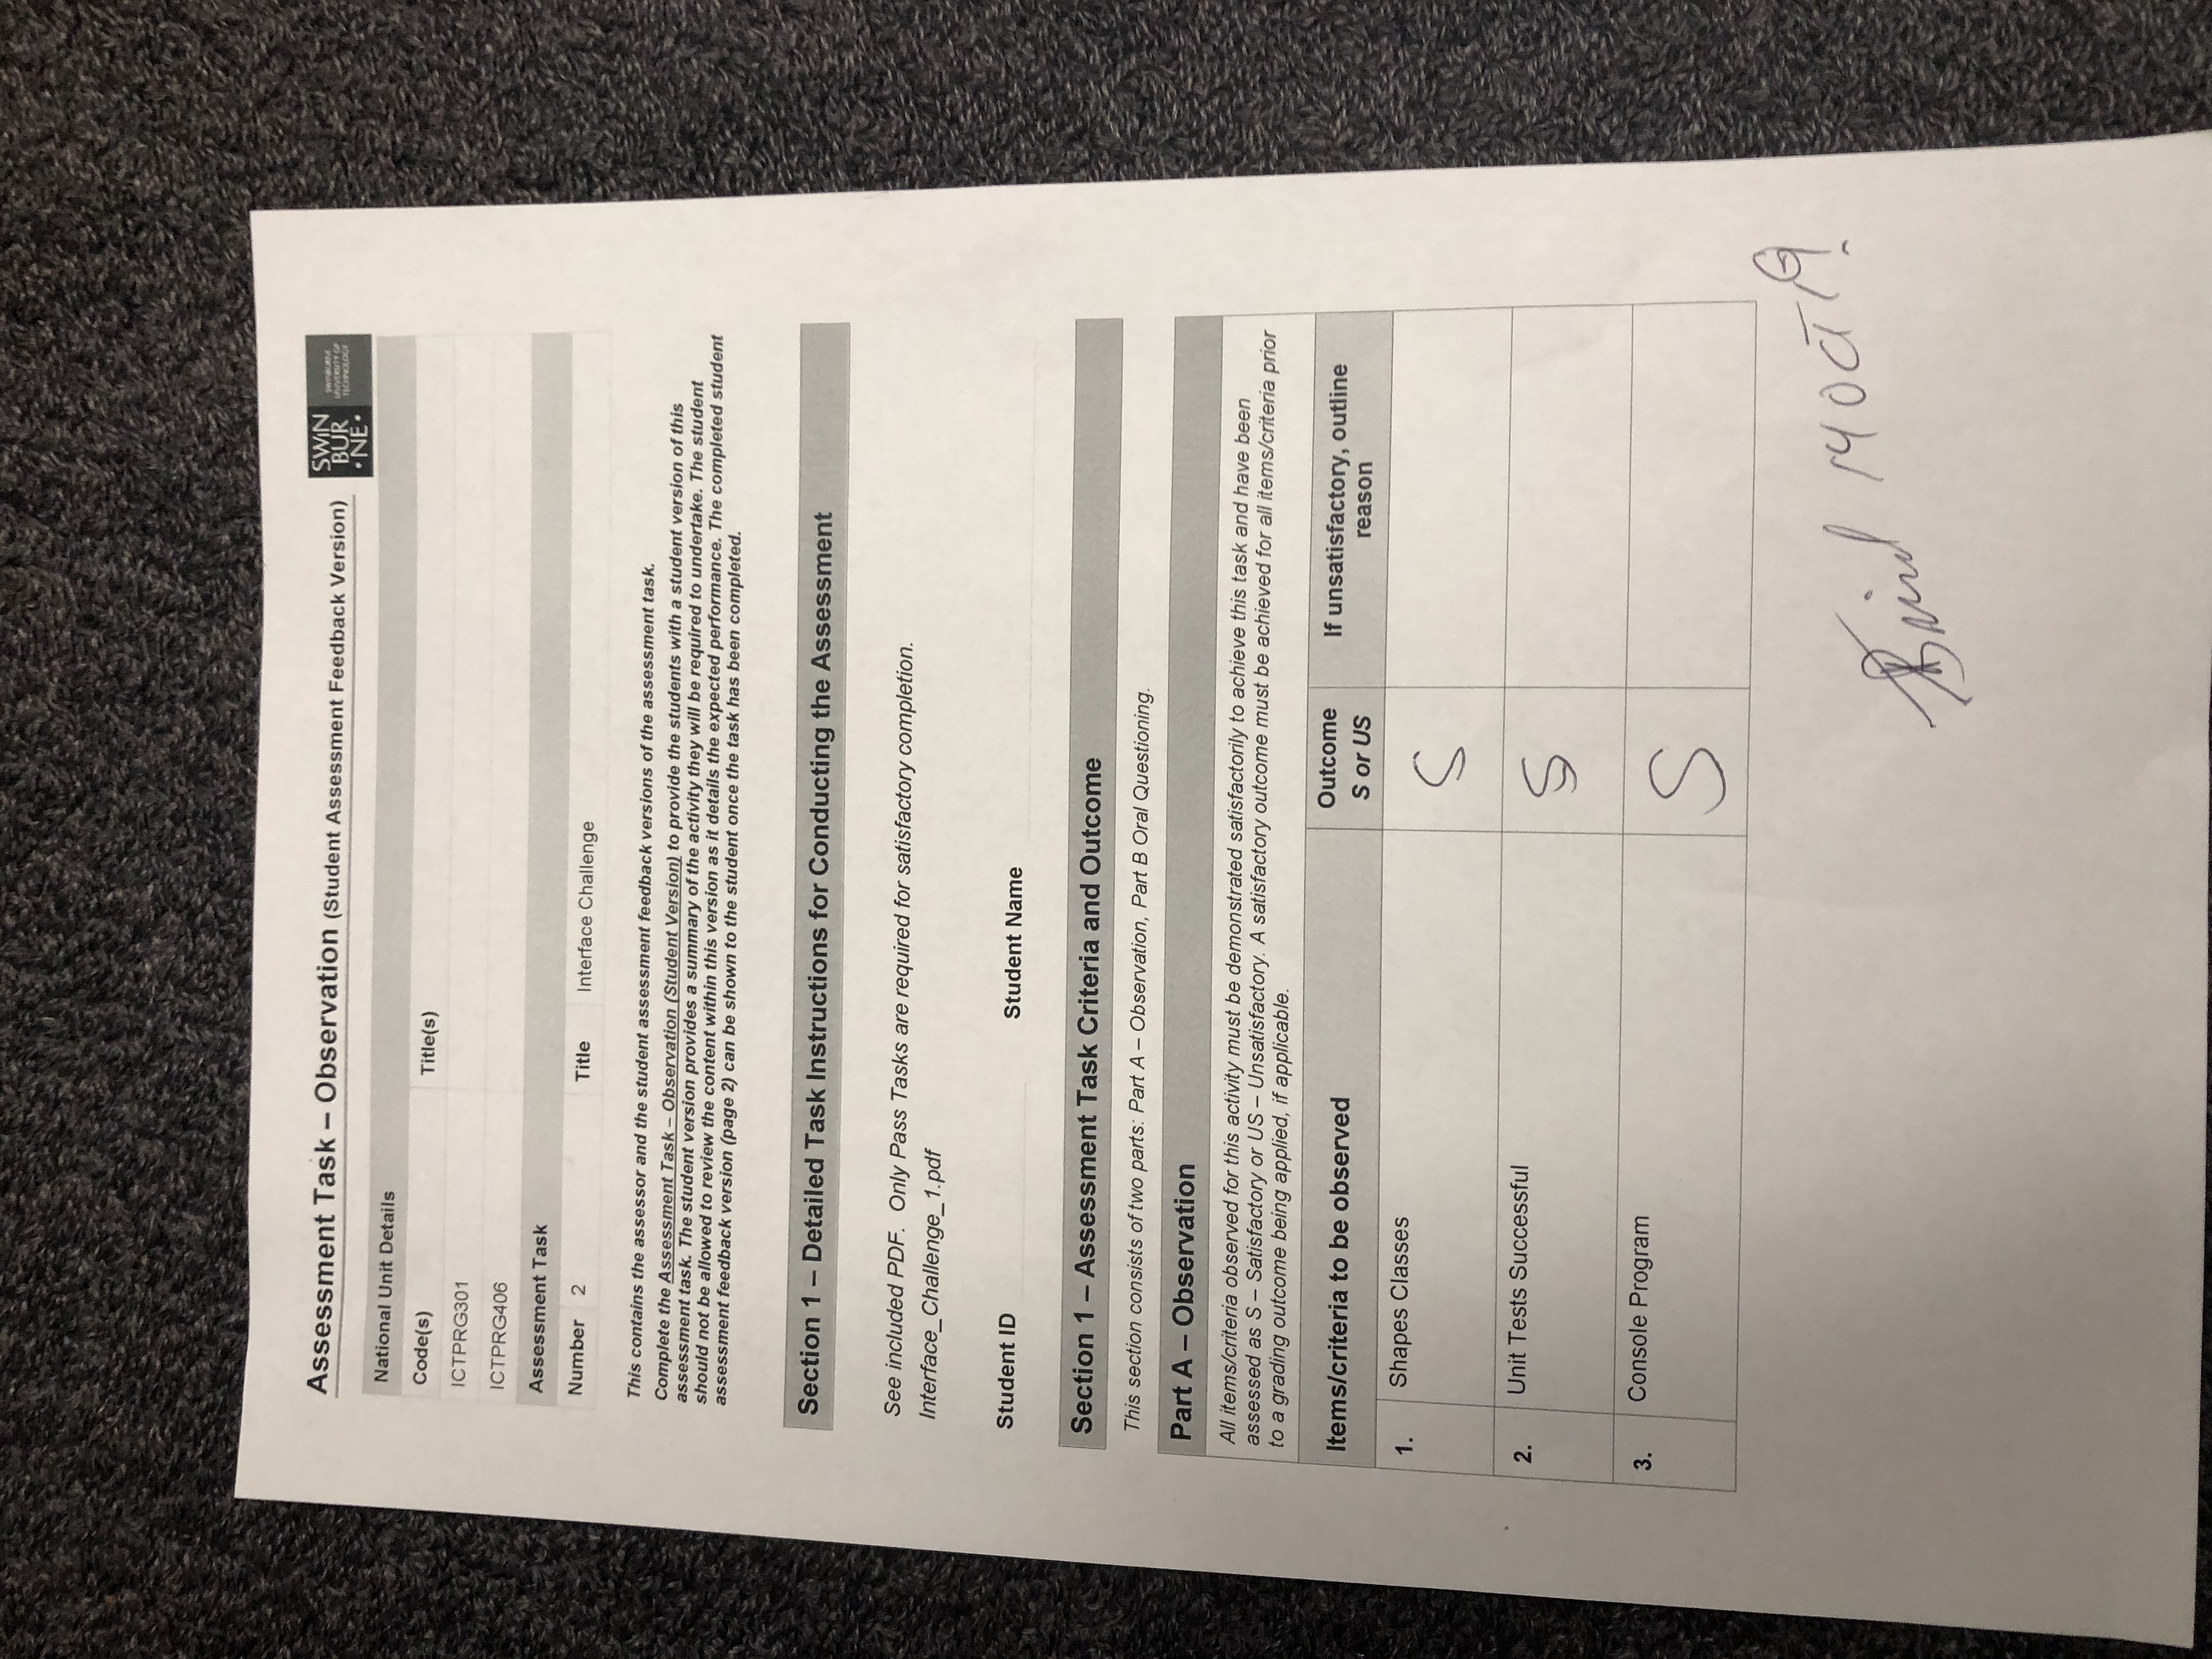 Assessment Task – Observation (Student Assessment Feedback Version)
SWiN
BUR
•NE•
SWINBURNE
UNIVERSITY OF
TECHNOLOGY
National Unit Details
Code(s) Title(s)
ICTPRG301
ICTPRG406
Assessment Task
Number 2 Title Interface Challenge
This contains the assessor and the student assessment feedback versions of the assessment task.
Complete the Assessment Task – Observation (Student Version) to provide the students with a student version of this
assessment task. The student version provides a summary of the activity they will be required to undertake. The student
should not be allowed to review the content within this version as it details the expected performance. The completed student
assessment feedback version (page 2) can be shown to the student once the task has been completed.
Section 1 – Detailed Task Instructions for Conducting the Assessment
See included PDF. Only Pass Tasks are required for satisfactory completion.
Interface_Challenge_1.pdf
Student ID Student Name
Section 1 – Assessment Task Criteria and Outcome
This section consists of two parts: Part A – Observation, Part B Oral Questioning.
Part A – Observation
All items/criteria observed for this activity must be demonstrated satisfactorily to achieve this task and have been
assessed as S – Satisfactory or US – Unsatisfactory. A satisfactory outcome must be achieved for all items/criteria prior
to a grading outcome being applied, if applicable.
Items/criteria to be observed Outcome If unsatisfactory, outline
S or US reason
1. Shapes Classes S
2. Unit Tests Successful S
3. Console Program S
Baird 14 Oct 19